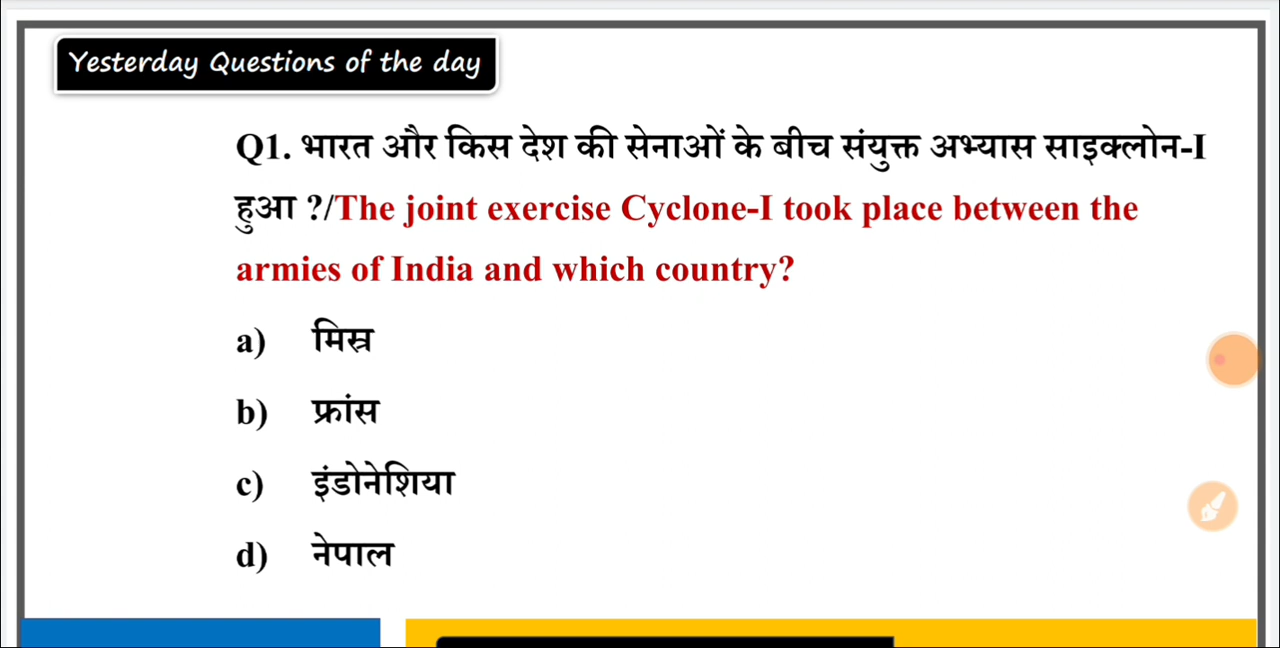 Yesterday Questions of the day
Q1. भारत और किस देश की सेनाओं के बीच संयुक्त अभ्यास साइक्लोन-I
हुआ ?/The joint exercise Cyclone-I took place between the
armies of India and which country?
a) मिस्र
b) फ्रांस
c) इंडोनेशिया
d) नेपाल